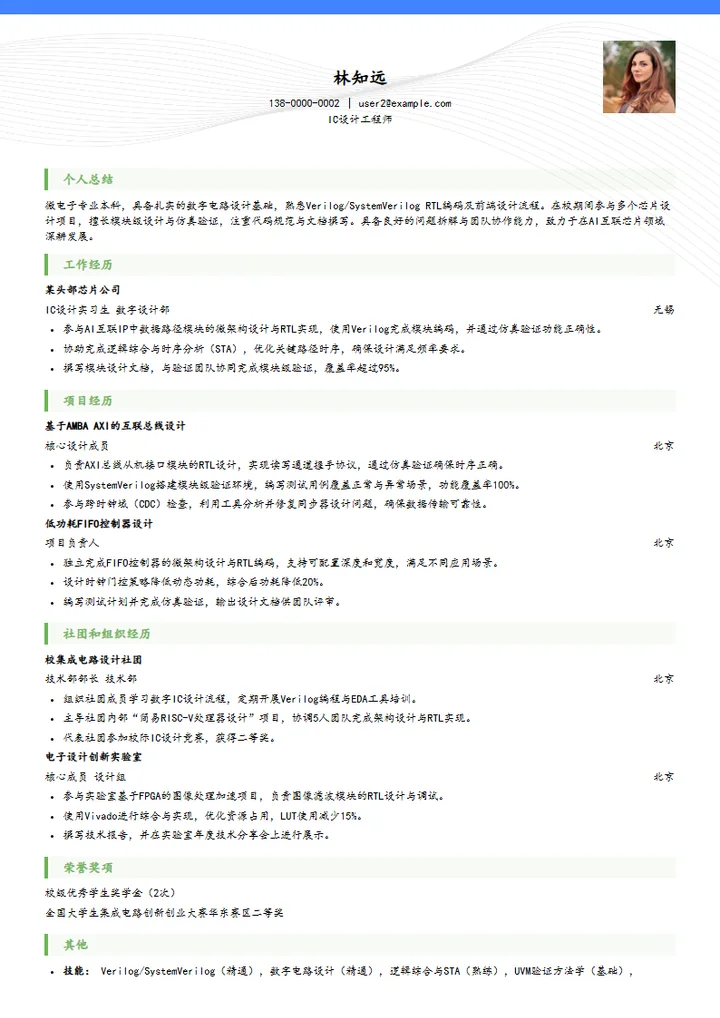 林知远
138-0000-0002 | user2@example.com
IC设计工程师
个人总结
微电子专业本科，具备扎实的数字电路设计基础，熟悉Verilog/SystemVerilog RTL编码及前端设计流程。在校期间参与多个芯片设
计项目，擅长模块级设计与仿真验证，注重代码规范与文档撰写。具备良好的问题拆解与团队协作能力，致力于在AI互联芯片领域
深耕发展。
工作经历
某头部芯片公司
IC设计实习生 数字设计部 无锡
• 参与AI互联IP中数据路径模块的微架构设计与RTL实现，使用Verilog完成模块编码，并通过仿真验证功能正确性。
• 协助完成逻辑综合与时序分析（STA），优化关键路径时序，确保设计满足频率要求。
• 撰写模块设计文档，与验证团队协同完成模块级验证，覆盖率超过95%。
项目经历
基于AMBA AXI的互联总线设计
核心设计成员 北京
• 负责AXI总线从机接口模块的RTL设计，实现读写通道握手协议，通过仿真验证确保时序正确。
• 使用SystemVerilog搭建模块级验证环境，编写测试用例覆盖正常与异常场景，功能覆盖率100%。
• 参与跨时钟域（CDC）检查，利用工具分析并修复同步器设计问题，确保数据传输可靠性。
低功耗FIFO控制器设计
项目负责人 北京
• 独立完成FIFO控制器的微架构设计与RTL编码，支持可配置深度和宽度，满足不同应用场景。
• 设计时钟门控策略降低动态功耗，综合后功耗降低20%。
• 编写测试计划并完成仿真验证，输出设计文档供团队评审。
社团和组织经历
校集成电路设计社团
技术部部长 技术部 北京
• 组织社团成员学习数字IC设计流程，定期开展Verilog编程与EDA工具培训。
• 主导社团内部“简易RISC-V处理器设计”项目，协调5人团队完成架构设计与RTL实现。
• 代表社团参加校际IC设计竞赛，获得二等奖。
电子设计创新实验室
核心成员 设计组 北京
• 参与实验室基于FPGA的图像处理加速项目，负责图像滤波模块的RTL设计与调试。
• 使用Vivado进行综合与实现，优化资源占用，LUT使用减少15%。
• 撰写技术报告，并在实验室年度技术分享会上进行展示。
荣誉奖项
校级优秀学生奖学金（2次）
全国大学生集成电路创新创业大赛华东赛区二等奖
其他
• 技能： Verilog/SystemVerilog（精通），数字电路设计（精通），逻辑综合与STA（熟练），UVM验证方法学（基础），